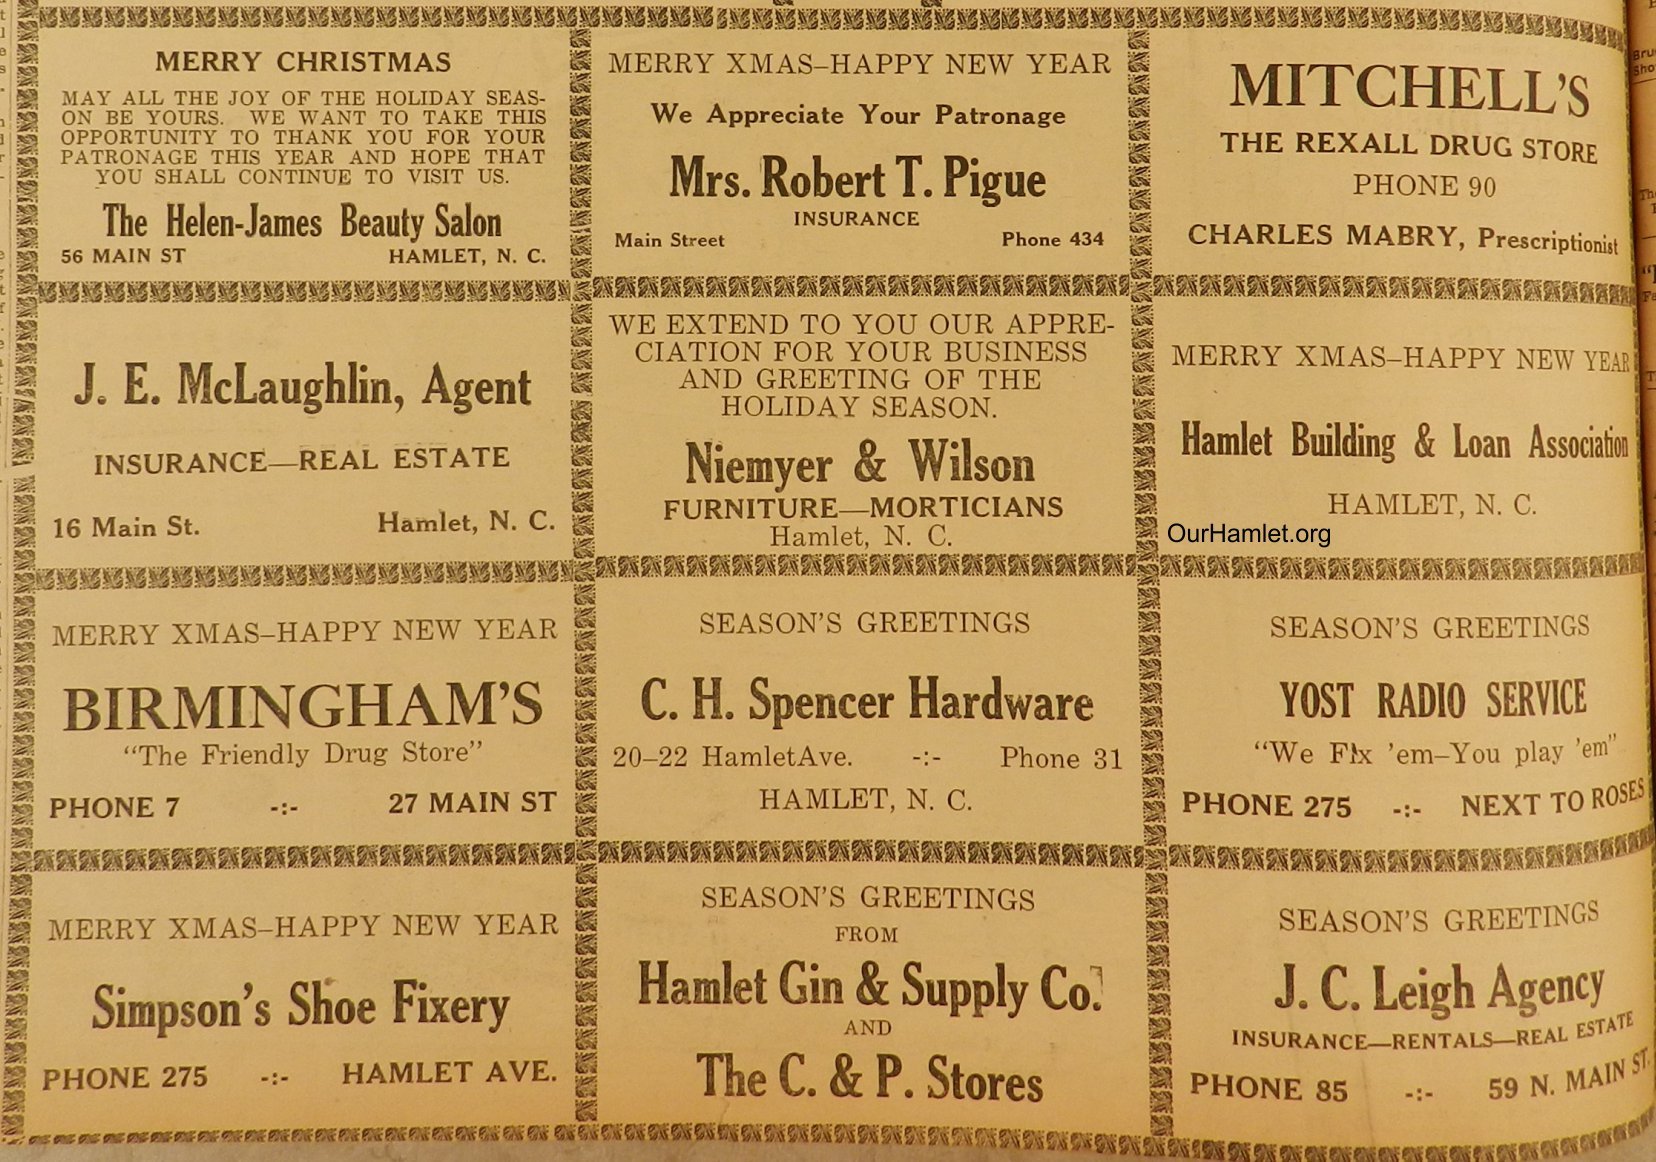 MERRY CHRISTMAS
MAY ALL THE JOY OF THE HOLIDAY SEAS-
ON BE YOURS. WE WANT TO TAKE THIS
OPPORTUNITY TO THANK YOU FOR YOUR
PATRONAGE THIS YEAR AND HOPE THAT
YOU SHALL CONTINUE TO VISIT US.
The Helen-James Beauty Salon
56 MAIN ST HAMLET, N. C.
MERRY XMAS–HAPPY NEW YEAR
We Appreciate Your Patronage
Mrs. Robert T. Pigue
INSURANCE
Main Street Phone 434
MITCHELL'S
THE REXALL DRUG STORE
PHONE 90
CHARLES MABRY, Prescriptionist
J. E. McLaughlin, Agent
INSURANCE—REAL ESTATE
16 Main St. Hamlet, N. C.
WE EXTEND TO YOU OUR APPRE-
CIATION FOR YOUR BUSINESS
AND GREETING OF THE
HOLIDAY SEASON.
Niemyer & Wilson
FURNITURE—MORTICIANS
Hamlet, N. C.
MERRY XMAS–HAPPY NEW YEAR
Hamlet Building & Loan Association
HAMLET, N. C.
OurHamlet.org
MERRY XMAS–HAPPY NEW YEAR
BIRMINGHAM'S
"The Friendly Drug Store"
PHONE 7 -:- 27 MAIN ST
SEASON'S GREETINGS
C. H. Spencer Hardware
20–22 HamletAve. -:- Phone 31
HAMLET, N. C.
SEASON'S GREETINGS
YOST RADIO SERVICE
"We Fix 'em–You play 'em"
PHONE 275 -:- NEXT TO ROSES
MERRY XMAS–HAPPY NEW YEAR
Simpson's Shoe Fixery
PHONE 275 -:- HAMLET AVE.
SEASON'S GREETINGS
FROM
Hamlet Gin & Supply Co.
AND
The C. & P. Stores
SEASON'S GREETINGS
J. C. Leigh Agency
INSURANCE—RENTALS—REAL ESTATE
PHONE 85 -:- 59 N. MAIN ST.